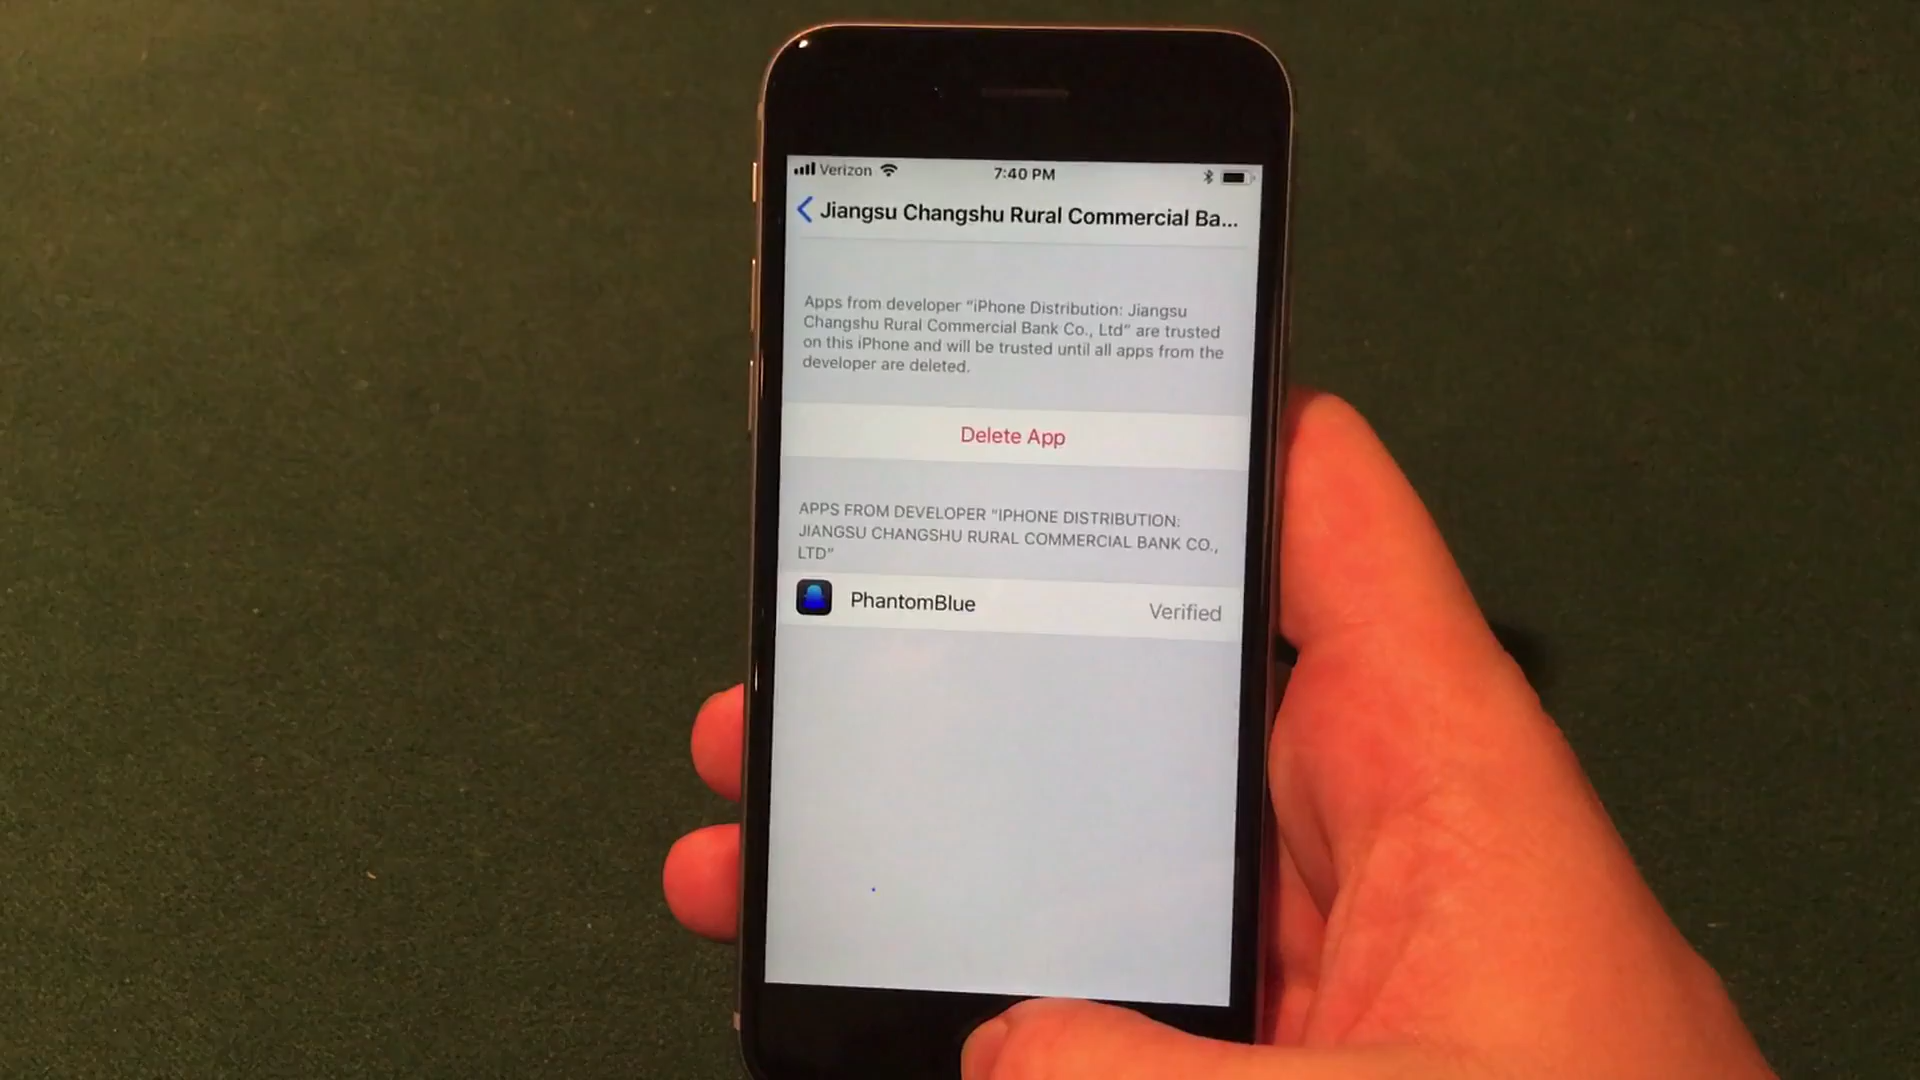 Verizon 7:40 PM
Jiangsu Changshu Rural Commercial Ba...
Apps from developer "iPhone Distribution: Jiangsu
Changshu Rural Commercial Bank Co., Ltd" are trusted
on this iPhone and will be trusted until all apps from the
developer are deleted.
Delete App
APPS FROM DEVELOPER "IPHONE DISTRIBUTION:
JIANGSU CHANGSHU RURAL COMMERCIAL BANK CO.,
LTD"
PhantomBlue Verified